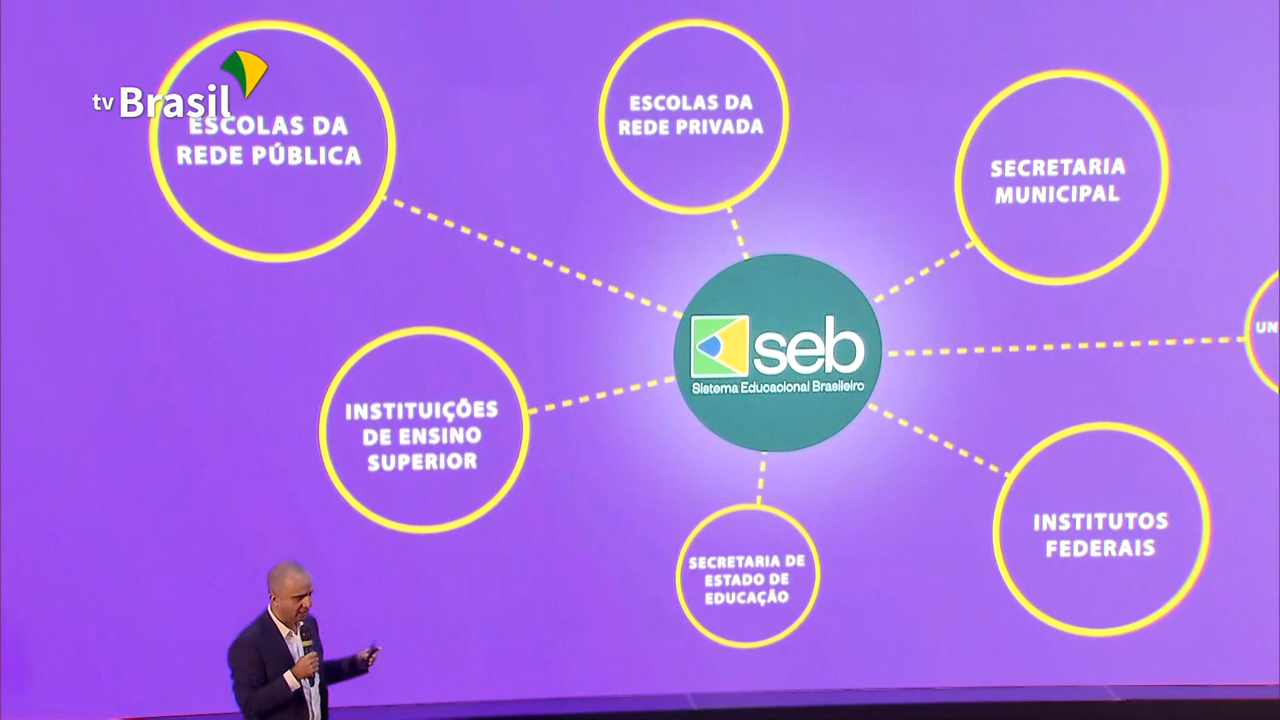 tv Brasil
ESCOLAS DA
REDE PÚBLICA
ESCOLAS DA
REDE PRIVADA
SECRETARIA
MUNICIPAL
seb
Sistema Educacional Brasileiro
INSTITUIÇÕES
DE ENSINO
SUPERIOR
SECRETARIA DE
ESTADO DE
EDUCAÇÃO
INSTITUTOS
FEDERAIS